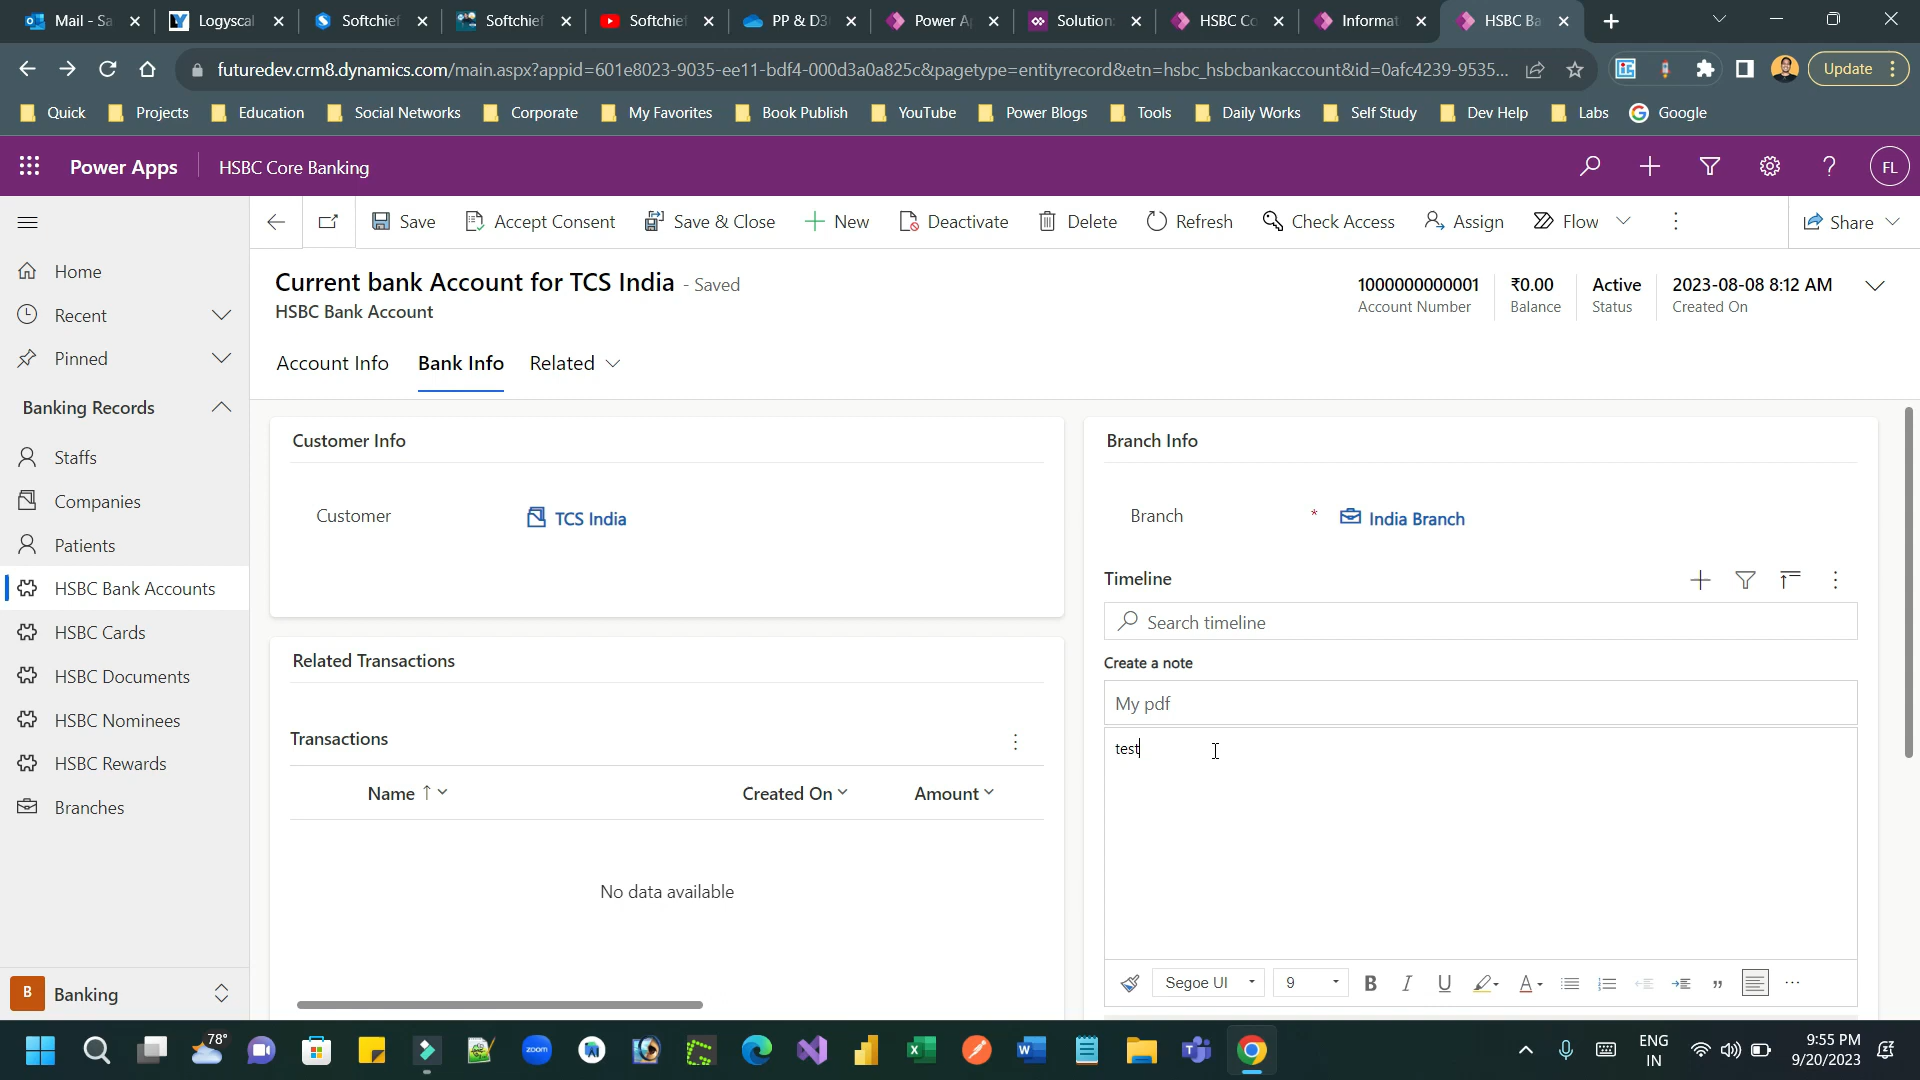 Mail - Sa
Logyscal
Softchief
Softchief
Softchief
PP & D3
Power A
Solution
HSBC Co
Informat
HSBC Ba
futuredev.crm8.dynamics.com/main.aspx?appid=601e8023-9035-ee11-bdf4-000d3a0a825c&pagetype=entityrecord&etn=hsbc_hsbcbankaccount&id=0afc4239-9535...
Update
Quick
Projects
Education
Social Networks
Corporate
My Favorites
Book Publish
YouTube
Power Blogs
Tools
Daily Works
Self Study
Dev Help
Labs
Google
Power Apps
HSBC Core Banking
FL
Save
Accept Consent
Save & Close
New
Deactivate
Delete
Refresh
Check Access
Assign
Flow
Share
Home
Recent
Pinned
Banking Records
Staffs
Companies
Patients
HSBC Bank Accounts
HSBC Cards
HSBC Documents
HSBC Nominees
HSBC Rewards
Branches
B
Banking
Current bank Account for TCS India - Saved
HSBC Bank Account
1000000000001
Account Number
₹0.00
Balance
Active
Status
2023-08-08 8:12 AM
Created On
Account Info
Bank Info
Related
Customer Info
Customer
TCS India
Related Transactions
Transactions
Name
Created On
Amount
No data available
Branch Info
Branch
*
India Branch
Timeline
Search timeline
Create a note
My pdf
test
Segoe UI
9
B
I
U
A
78°
zoom
ENG
IN
9:55 PM
9/20/2023